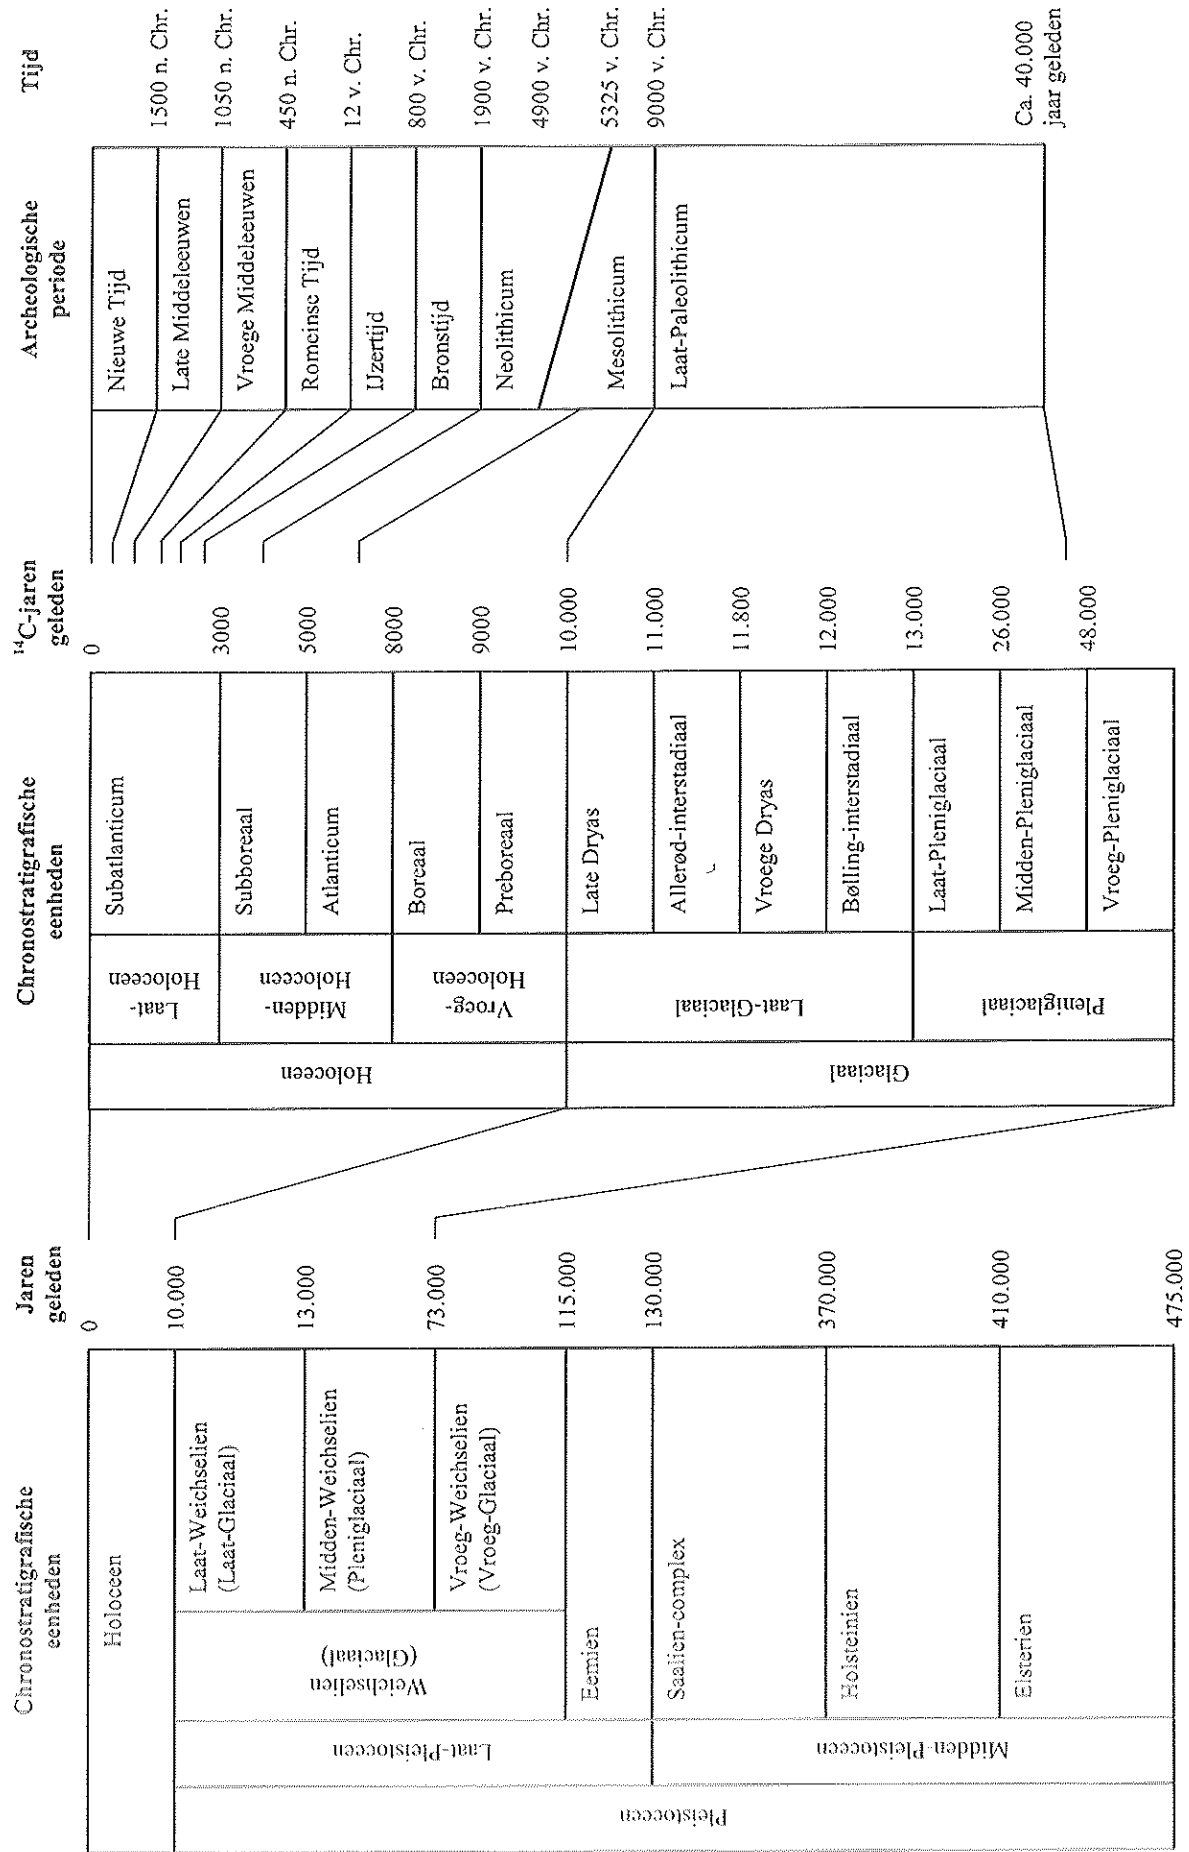 Chronostratigrafische
eenheden
Jaren
geleden
Holoceen
Pleistoceen
Laat-Pleistoceen
Midden-Pleistoceen
Weichselien
(Glaciaal)
Laat-Weichselien
(Laat-Glaciaal)
Midden-Weichselien
(Pleniglaciaal)
Vroeg-Weichselien
(Vroeg-Glaciaal)
Eemien
Saalien-complex
Holsteinien
Elsterien
0
10.000
13.000
73.000
115.000
130.000
370.000
410.000
475.000
Chronostratigrafische
eenheden
¹⁴C-jaren
geleden
Holoceen
Glaciaal
Laat-
Holoceen
Midden-
Holoceen
Vroeg-
Holoceen
Laat-Glaciaal
Pleniglaciaal
Subatlanticum
Subboreaal
Atlanticum
Boreaal
Preboreaal
Late Dryas
Allerød-interstadiaal
Vroege Dryas
Bølling-interstadiaal
Laat-Pleniglaciaal
Midden-Pleniglaciaal
Vroeg-Pleniglaciaal
0
3000
5000
8000
9000
10.000
11.000
11.800
12.000
13.000
26.000
48.000
Archeologische
periode
Tijd
Nieuwe Tijd
Late Middeleeuwen
Vroege Middeleeuwen
Romeinse Tijd
IJzertijd
Bronstijd
Neolithicum
Mesolithicum
Laat-Paleolithicum
1500 n. Chr.
1050 n. Chr.
450 n. Chr.
12 v. Chr.
800 v. Chr.
1900 v. Chr.
4900 v. Chr.
5325 v. Chr.
9000 v. Chr.
Ca. 40.000
jaar geleden